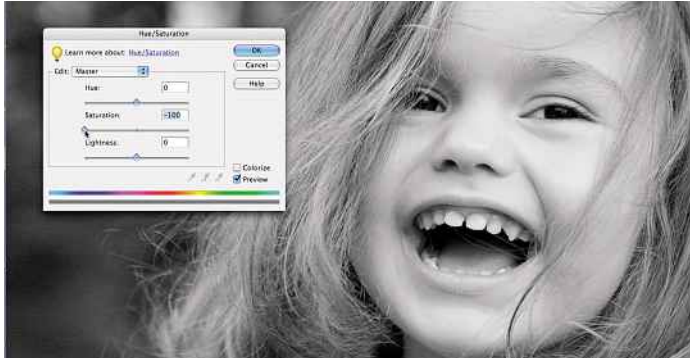 Hue/Saturation
Learn more about: Hue/Saturation
OK
Cancel
Help
Edit: Master
Hue: 0
Saturation: -100
Lightness: 0
Colorize
Preview